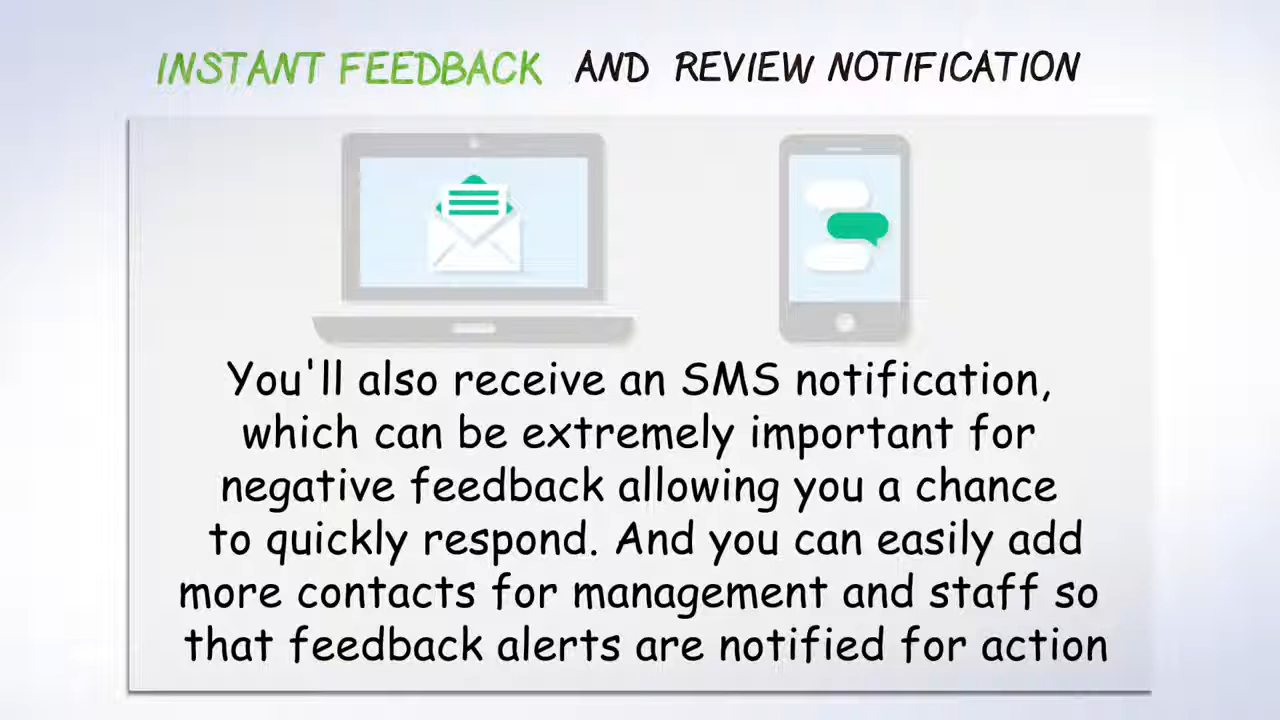 INSTANT FEEDBACK AND REVIEW NOTIFICATION
You'll also receive an SMS notification,
which can be extremely important for
negative feedback allowing you a chance
to quickly respond. And you can easily add
more contacts for management and staff so
that feedback alerts are notified for action